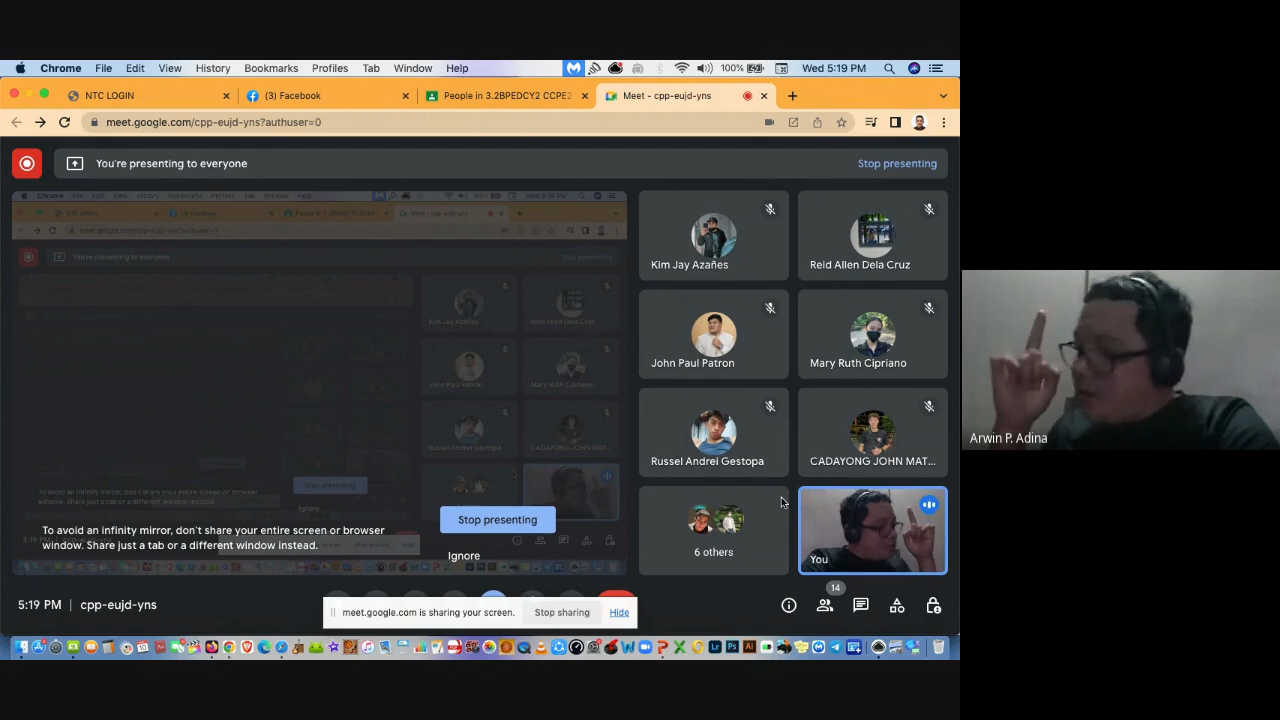 Chrome File Edit View History Bookmarks Profiles Tab Window Help 100% Wed 5:19 PM
NTC LOGIN (3) Facebook People in 3.2BPEDCY2 CCPE2 Meet - cpp-eujd-yns
meet.google.com/cpp-eujd-yns?authuser=0
You're presenting to everyone Stop presenting
Kim Jay Azañes Reid Allen Dela Cruz
John Paul Patron Mary Ruth Cipriano
Russel Andrei Gestopa CADAYONG JOHN MAT...
6 others You
To avoid an infinity mirror, don't share your entire screen or browser
window. Share just a tab or a different window instead.
Stop presenting
Ignore
14
5:19 PM | cpp-eujd-yns
meet.google.com is sharing your screen. Stop sharing Hide
Arwin P. Adina